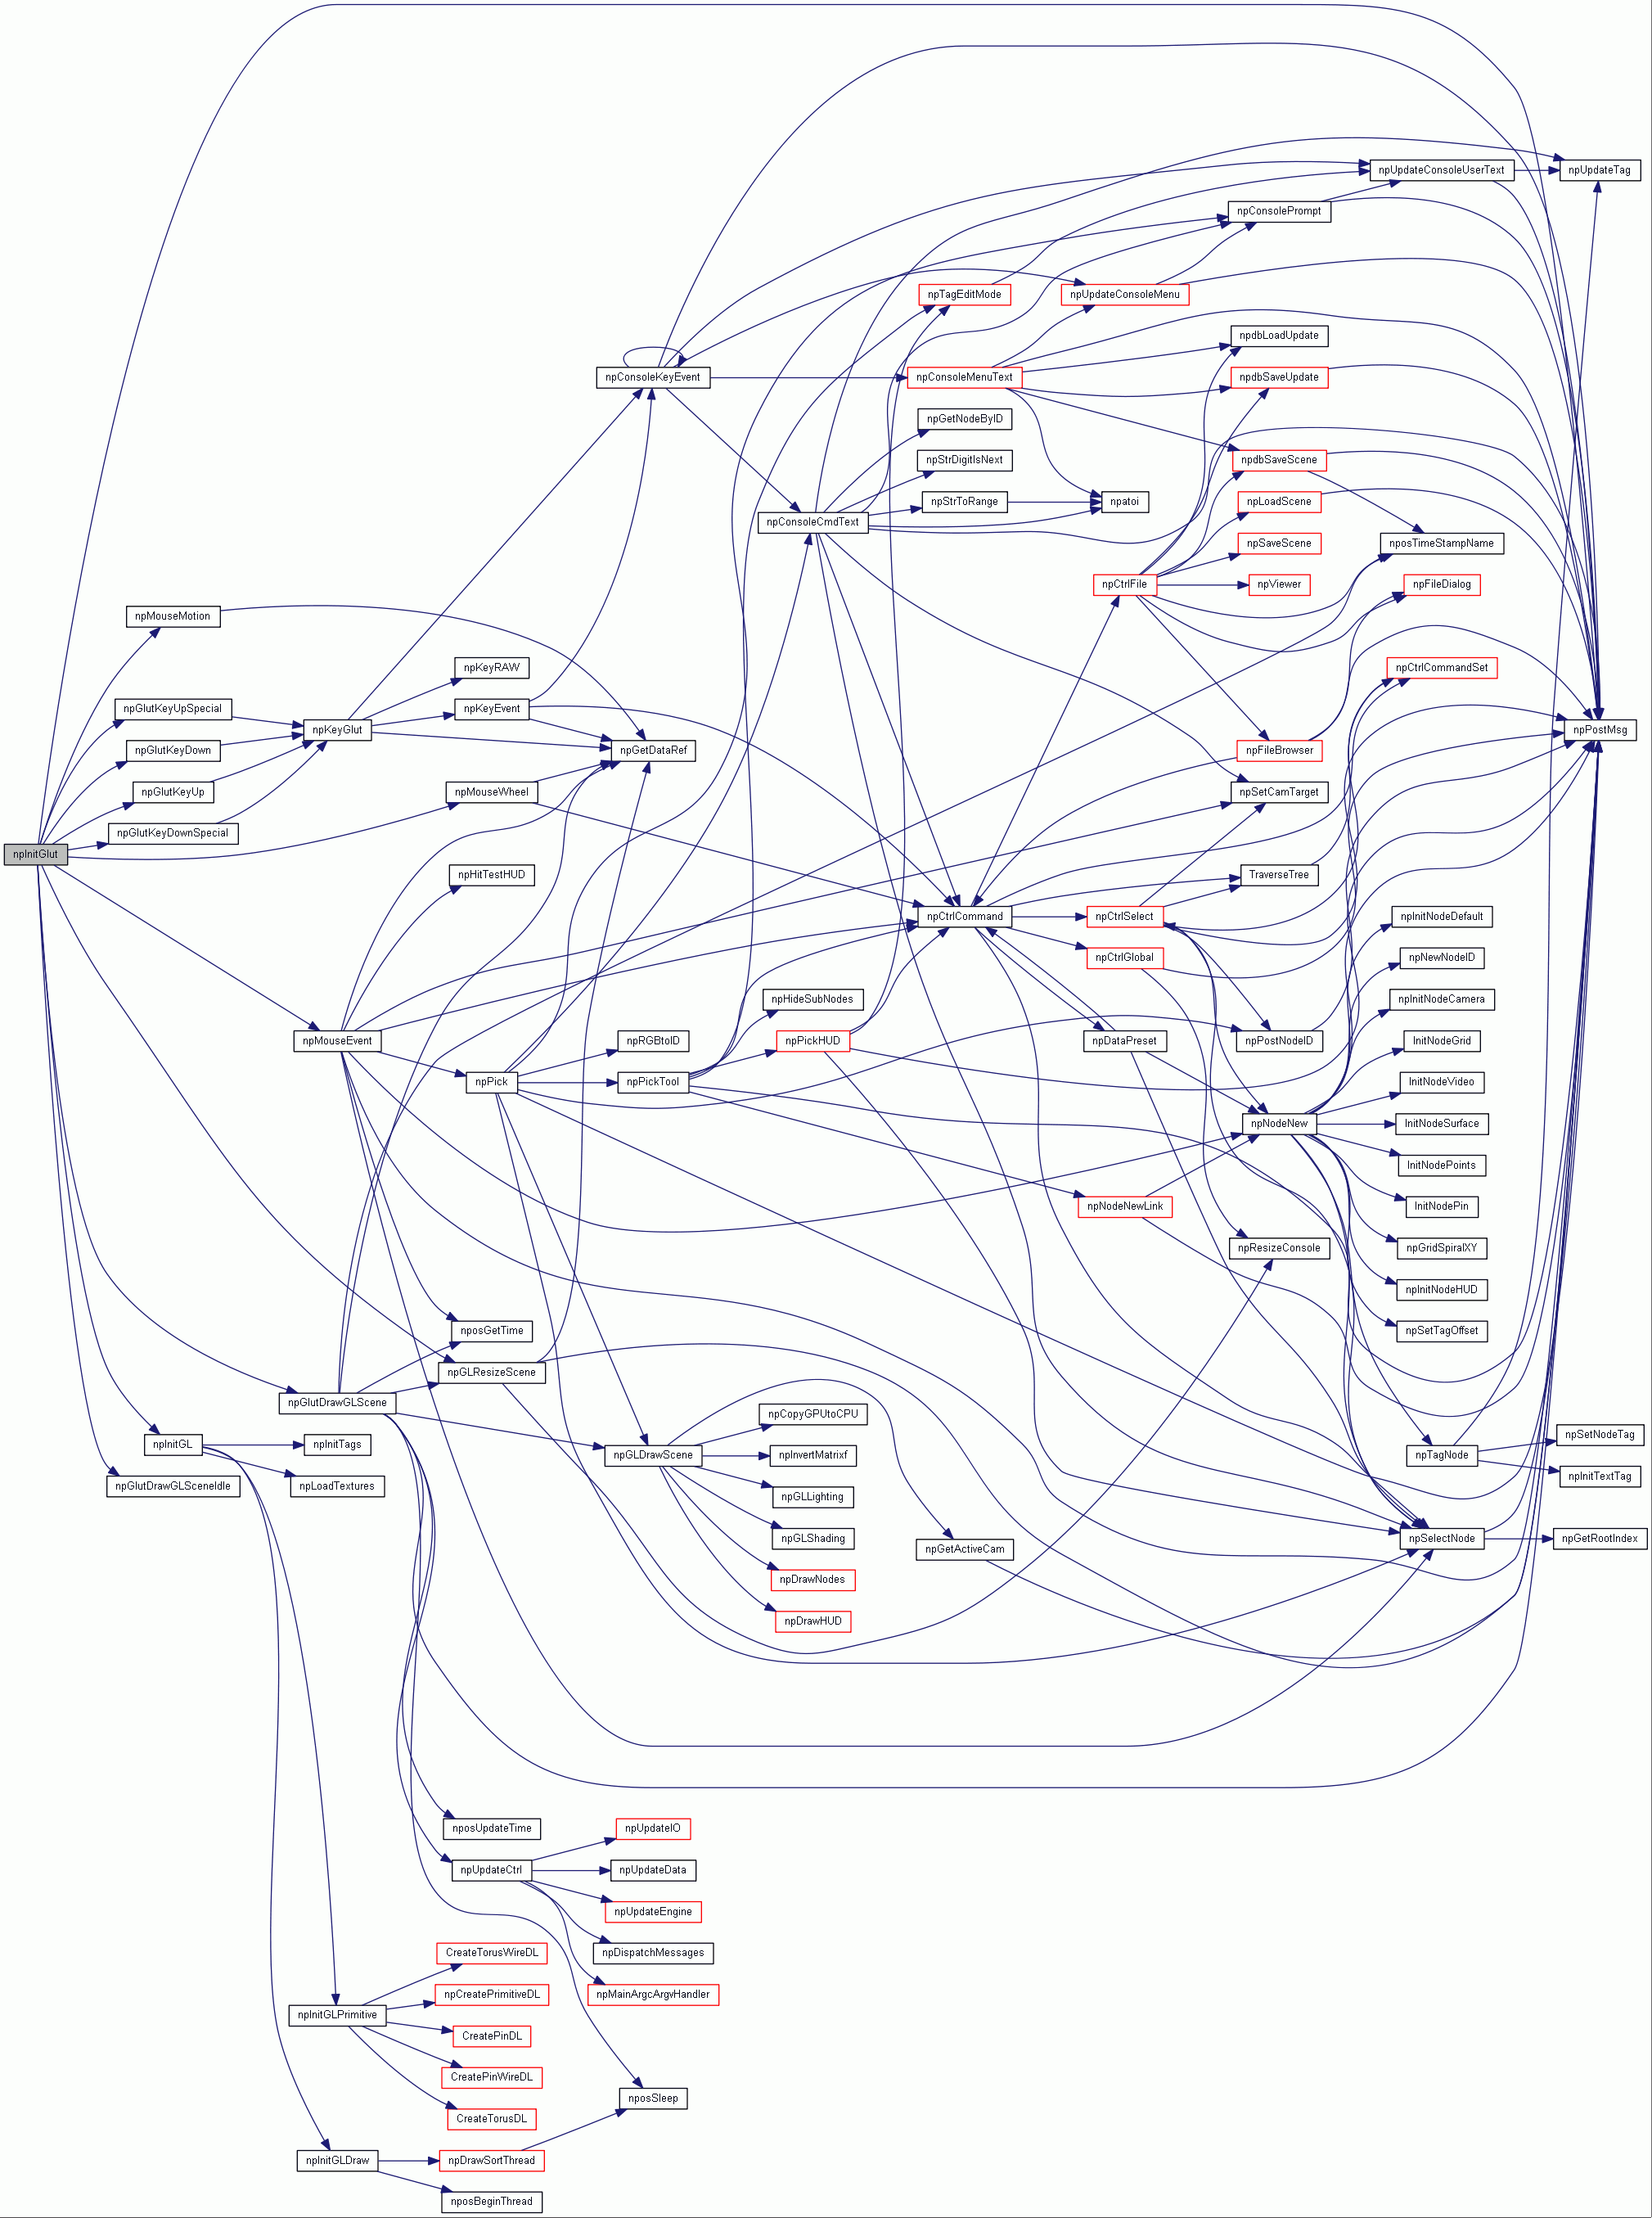 npUpdateConsoleUserText
npUpdateTag
npConsolePrompt
npTagEditMode
npUpdateConsoleMenu
npdbLoadUpdate
npConsoleKeyEvent
npConsoleMenuText
npdbSaveUpdate
npGetNodeByID
npStrDigitIsNext
npdbSaveScene
npStrToRange
npatoi
npLoadScene
npConsoleCmdText
npSaveScene
nposTimeStampName
npCtrlFile
npViewer
npFileDialog
npMouseMotion
npKeyRAW
npCtrlCommandSet
npGlutKeyUpSpecial
npKeyEvent
npKeyGlut
npPostMsg
npGlutKeyDown
npGetDataRef
npFileBrowser
npGlutKeyUp
npMouseWheel
npSetCamTarget
npGlutKeyDownSpecial
npInitGlut
npHitTestHUD
TraverseTree
npCtrlCommand
npCtrlSelect
npInitNodeDefault
npCtrlGlobal
npNewNodeID
npHideSubNodes
npInitNodeCamera
npMouseEvent
npRGBtoID
npPickHUD
npDataPreset
npPostNodeID
InitNodeGrid
npPick
npPickTool
InitNodeVideo
npNodeNew
InitNodeSurface
InitNodePoints
npNodeNewLink
InitNodePin
npResizeConsole
npGridSpiralXY
npInitNodeHUD
nposGetTime
npSetTagOffset
npGLResizeScene
npGlutDrawGLScene
npCopyGPUtoCPU
npInitGL
npInitTags
npSetNodeTag
npGLDrawScene
npInvertMatrixf
npTagNode
npGlutDrawGLSceneIdle
npLoadTextures
npInitTextTag
npGLLighting
npGLShading
npSelectNode
npGetRootIndex
npGetActiveCam
npDrawNodes
npDrawHUD
nposUpdateTime
npUpdateIO
npUpdateCtrl
npUpdateData
npUpdateEngine
npDispatchMessages
CreateTorusWireDL
npCreatePrimitiveDL
npMainArgcArgvHandler
npInitGLPrimitive
CreatePinDL
CreatePinWireDL
nposSleep
CreateTorusDL
npInitGLDraw
npDrawSortThread
nposBeginThread